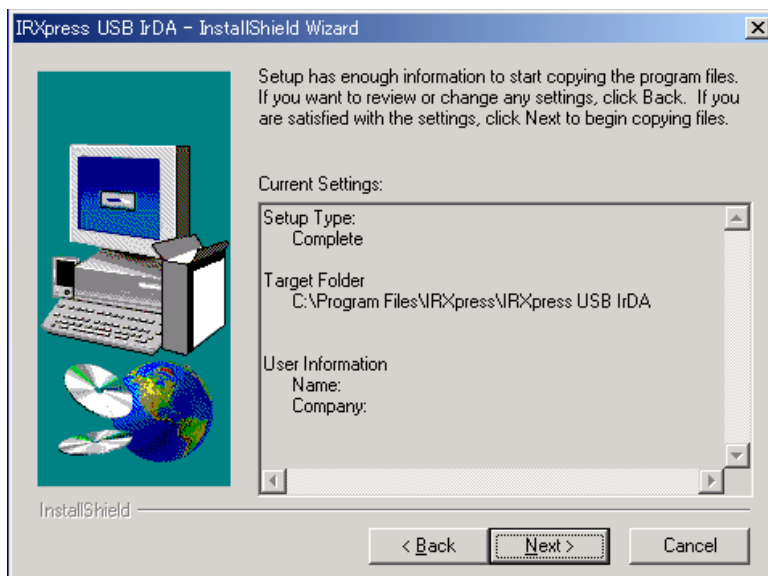 IRXpress USB IrDA - InstallShield Wizard
Setup has enough information to start copying the program files.
If you want to review or change any settings, click Back.  If you
are satisfied with the settings, click Next to begin copying files.
Current Settings:
Setup Type:
Complete
Target Folder
C:\Program Files\IRXpress\IRXpress USB IrDA
User Information
Name:
Company:
InstallShield
< Back
Next >
Cancel